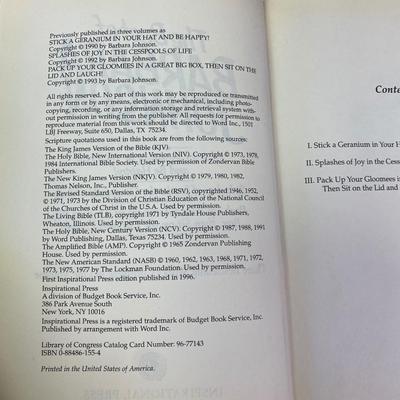 Previously published in three volumes as
STICK A GERANIUM IN YOUR HAT AND BE HAPPY!
Copyright © 1990 by Barbara Johnson.
SPLASHES OF JOY IN THE CESSPOOLS OF LIFE
Copyright © 1992 by Barbara Johnson.
PACK UP YOUR GLOOMEES IN A GREAT BIG BOX, THEN SIT ON THE
LID AND LAUGH!
Copyright © 1993 by Barbara Johnson.
All rights reserved. No part of this work may be reproduced or transmitted
in any form or by any means, electronic or mechanical, including photo-
copying, recording, or any information storage and retrieval system with-
out permission in writing from the publisher. All requests for permission to
reproduce material from this work should be directed to Word Inc., 1501
LBJ Freeway, Suite 650, Dallas, TX 75234.
Scripture quotations used in this book are from the following sources:
The King James Version of the Bible (KJV).
The Holy Bible, New International Version (NIV). Copyright © 1973, 1978,
1984 International Bible Society. Used by permission of Zondervan Bible
Publishers.
The New King James Version (NKJV). Copyright © 1979, 1980, 1982,
Thomas Nelson, Inc., Publisher.
The Revised Standard Version of the Bible (RSV), copyrighted 1946, 1952,
© 1971, 1973 by the Division of Christian Education of the National Council
of the Churches of Christ in the U.S.A. Used by permission.
The Living Bible (TLB), copyright 1971 by Tyndale House Publishers,
Wheaton, Illinois. Used by permission.
The Holy Bible, New Century Version (NCV). Copyright © 1987, 1988, 1991
by Word Publishing, Dallas, Texas 75234. Used by permission.
The Amplified Bible (AMP). Copyright © 1965 Zondervan Publishing
House. Used by permission.
The New American Standard (NASB) © 1960, 1962, 1963, 1968, 1971, 1972,
1973, 1975, 1977 by The Lockman Foundation. Used by permission.
First Inspirational Press edition published in 1996.
Inspirational Press
A division of Budget Book Service, Inc.
386 Park Avenue South
New York, NY 10016
Inspirational Press is a registered trademark of Budget Book Service, Inc.
Published by arrangement with Word Inc.
Library of Congress Catalog Card Number: 96-77143
ISBN 0-88486-155-4
Printed in the United States of America.
Conte
I. Stick a Geranium in Your H
II. Splashes of Joy in the Cess
III. Pack Up Your Gloomees in
Then Sit on the Lid and